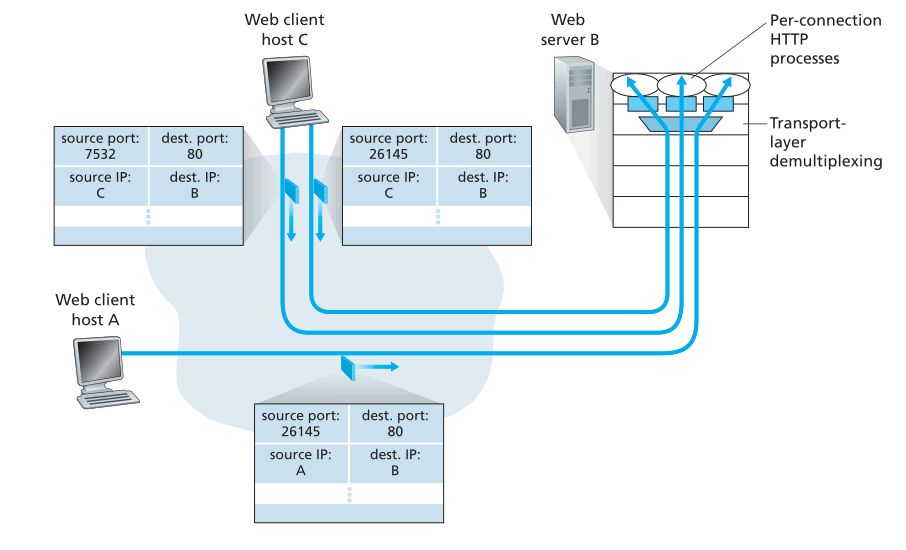 Web client
host C
Web
server B
Per-connection
HTTP
processes
Transport-
layer
demultiplexing
source port:
7532
dest. port:
80
source IP:
C
dest. IP:
B
source port:
26145
dest. port:
80
source IP:
C
dest. IP:
B
Web client
host A
source port:
26145
dest. port:
80
source IP:
A
dest. IP:
B